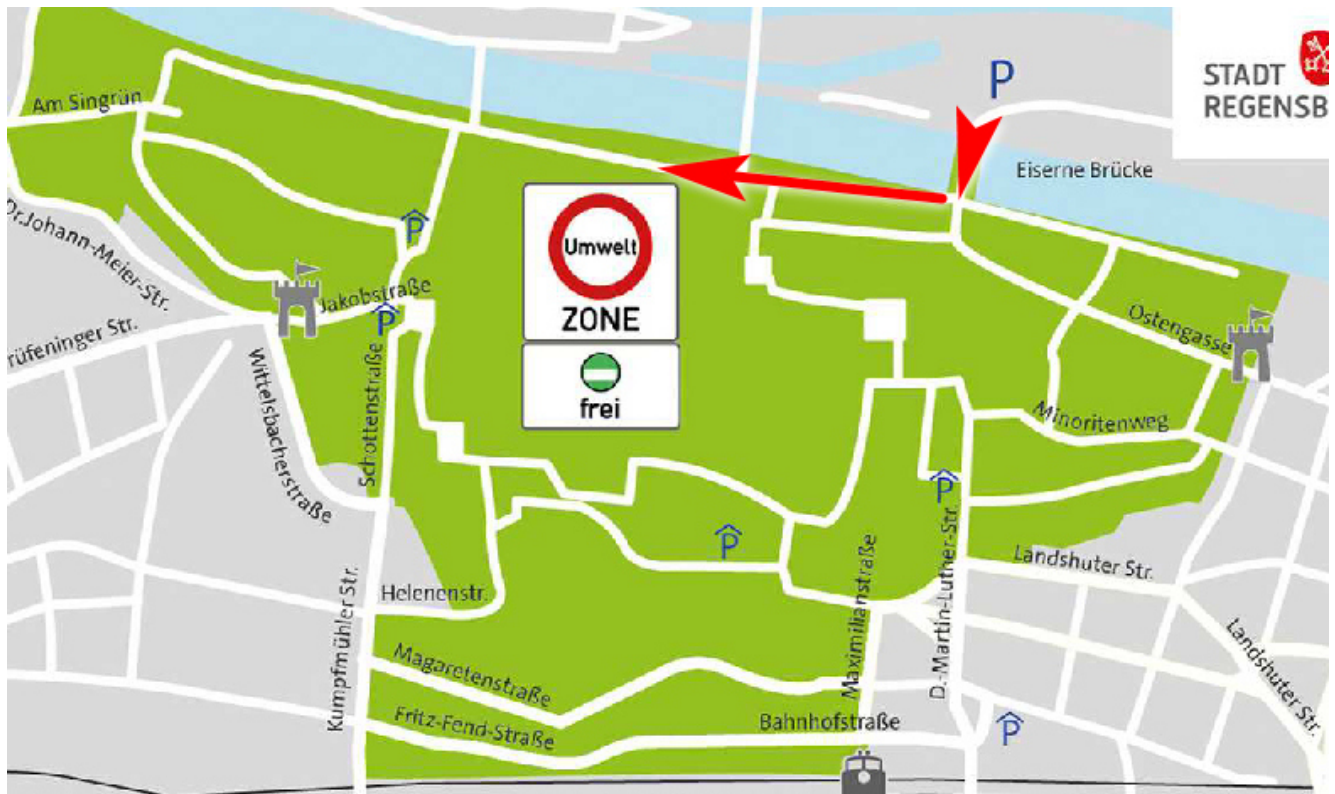 P
STADT
REGENSB
Am Singrün
Eiserne Brücke
Umwelt
ZONE
frei
Dr.Johann-Meier-Str.
P
Jakobstraße
P
rüfeninger Str.
Ostengasse
Wittelsbacherstraße
Schottenstraße
Minoritenweg
P
P
Landshuter Str.
Helenenstr.
Kumpfmühler Str.
Maximilianstraße
D.-Martin-Luther-Str.
Landshuter Str.
Magaretenstraße
Fritz-Fend-Straße
Bahnhofstraße
P